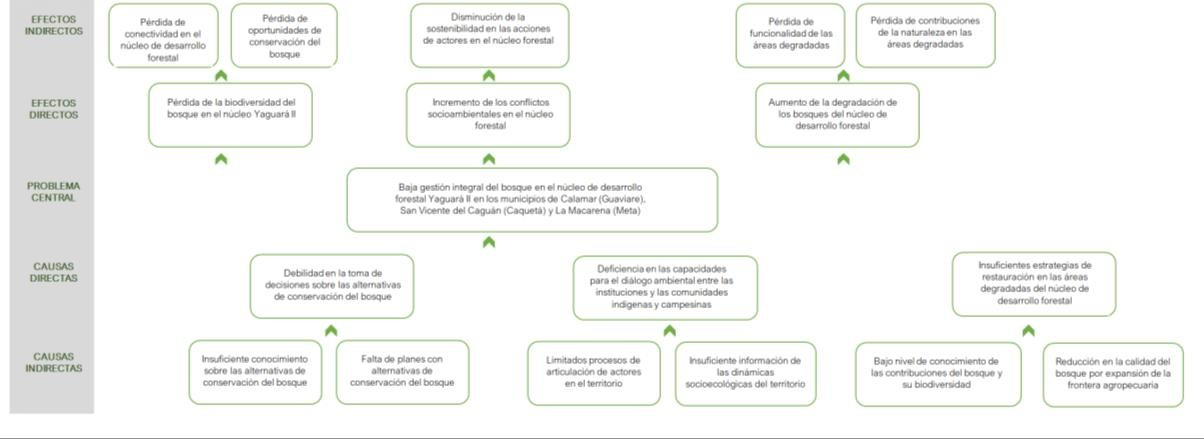 EFECTOS
INDIRECTOS
Pérdida de
conectividad en el
núcleo de desarrollo
forestal
Pérdida de
oportunidades de
conservación del
bosque
Disminución de la
sostenibilidad en las acciones
de actores en el núcleo forestal
Pérdida de
funcionalidad de las
áreas degradadas
Pérdida de contribuciones
de la naturaleza en las
áreas degradadas
EFECTOS
DIRECTOS
Pérdida de la biodiversidad del
bosque en el núcleo Yaguará II
Incremento de los conflictos
socioambientales en el núcleo
forestal
Aumento de la degradación de
los bosques del núcleo de
desarrollo forestal
PROBLEMA
CENTRAL
Baja gestión integral del bosque en el núcleo de desarrollo
forestal Yaguará II en los municipios de Calamar (Guaviare),
San Vicente del Caguán (Caquetá) y La Macarena (Meta)
CAUSAS
DIRECTAS
Debilidad en la toma de
decisiones sobre las alternativas
de conservación del bosque
Deficiencia en las capacidades
para el diálogo ambiental entre las
instituciones y las comunidades
indígenas y campesinas
Insuficientes estrategias de
restauración en las áreas
degradadas del núcleo de
desarrollo forestal
CAUSAS
INDIRECTAS
Insuficiente conocimiento
sobre las alternativas de
conservación del bosque
Falta de planes con
alternativas de
conservación del bosque
Limitados procesos de
articulación de actores
en el territorio
Insuficiente información de
las dinámicas
socioecológicas del territorio
Bajo nivel de conocimiento de
las contribuciones del bosque y
su biodiversidad
Reducción en la calidad del
bosque por expansión de la
frontera agropecuaria